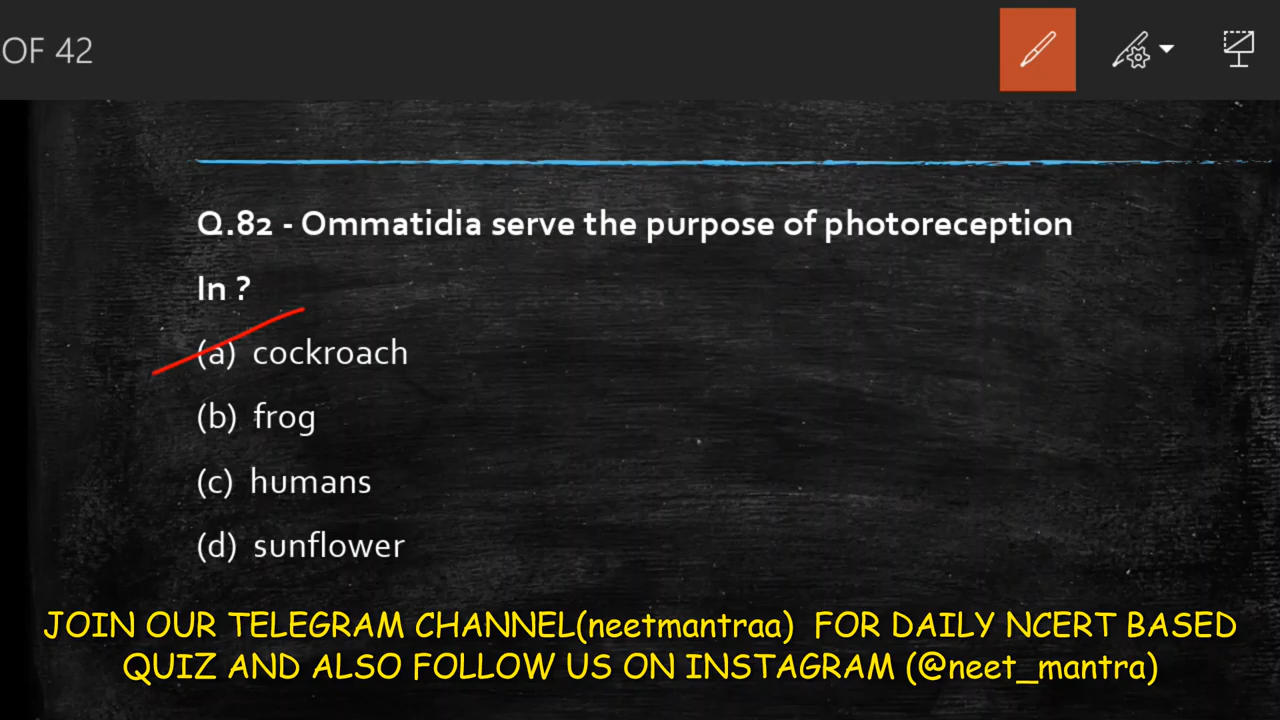 OF 42
Q.82 - Ommatidia serve the purpose of photoreception
In ?
(a) cockroach
(b) frog
(c) humans
(d) sunflower
JOIN OUR TELEGRAM CHANNEL(neetmantraa) FOR DAILY NCERT BASED
QUIZ AND ALSO FOLLOW US ON INSTAGRAM (@neet_mantra)